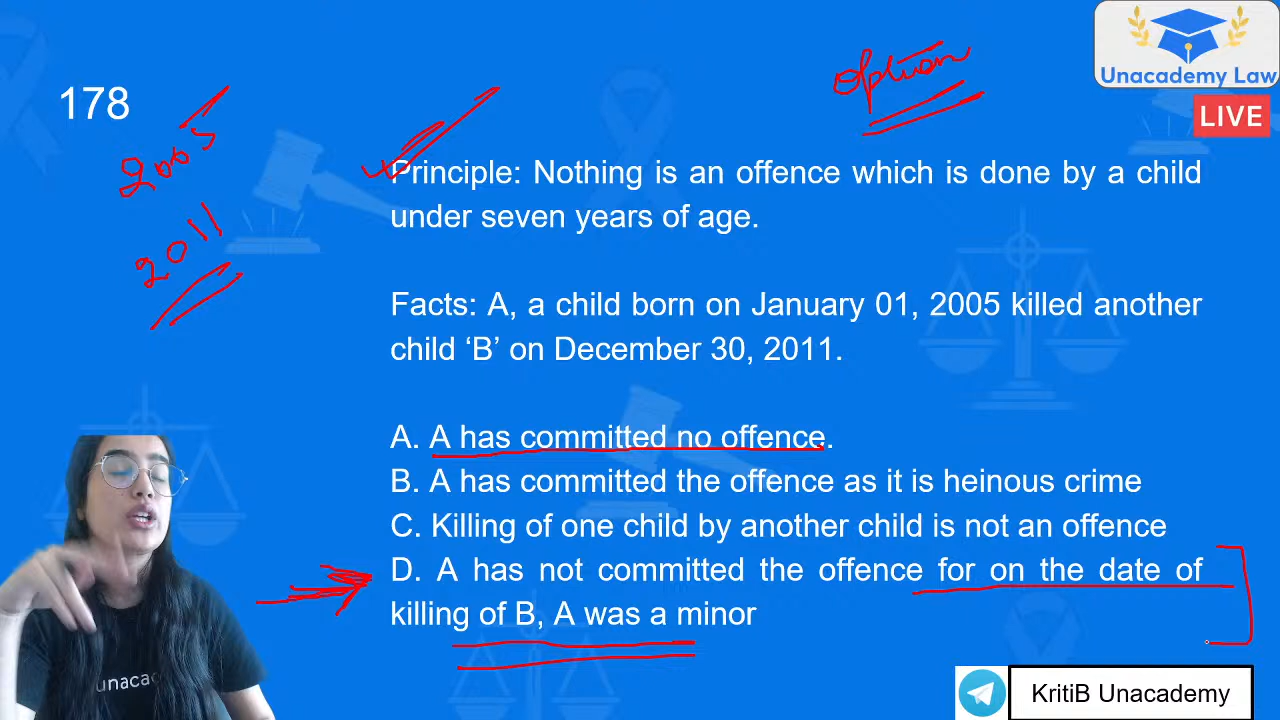 Unacademy Law
LIVE
178
2005
2011
option
Principle: Nothing is an offence which is done by a child
under seven years of age.
Facts: A, a child born on January 01, 2005 killed another
child ‘B’ on December 30, 2011.
A. A has committed no offence.
B. A has committed the offence as it is heinous crime
C. Killing of one child by another child is not an offence
D. A has not committed the offence for on the date of
killing of B, A was a minor
unacad
KritiB Unacademy